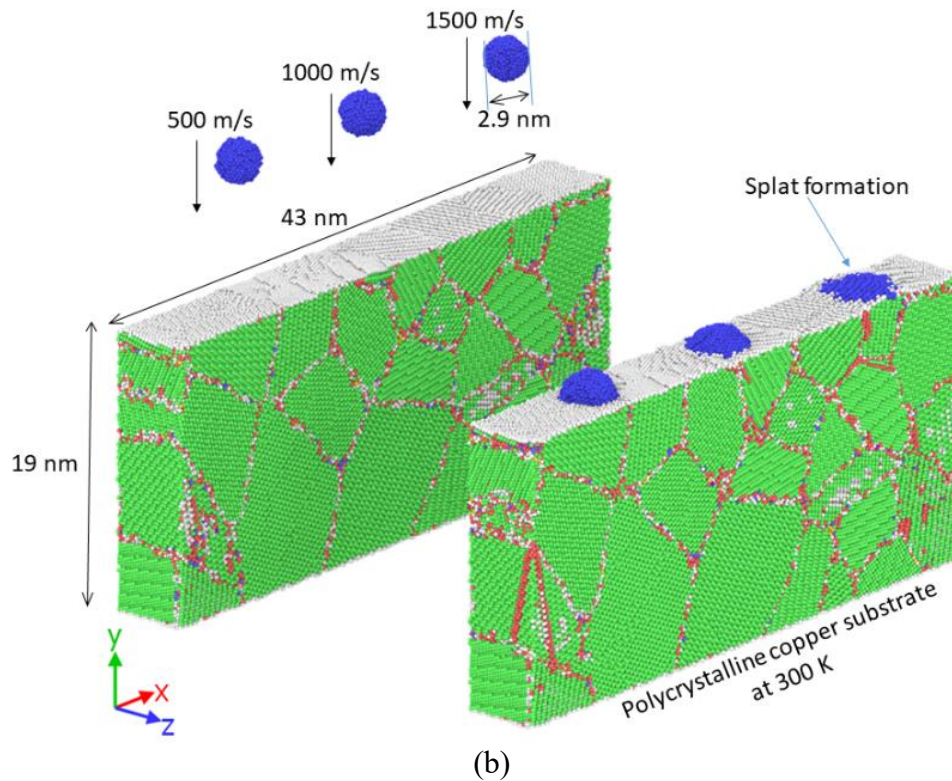 1500 m/s
1000 m/s
500 m/s
2.9 nm
Splat formation
43 nm
19 nm
y
x
z
Polycrystalline copper substrate
at 300 K
(b)